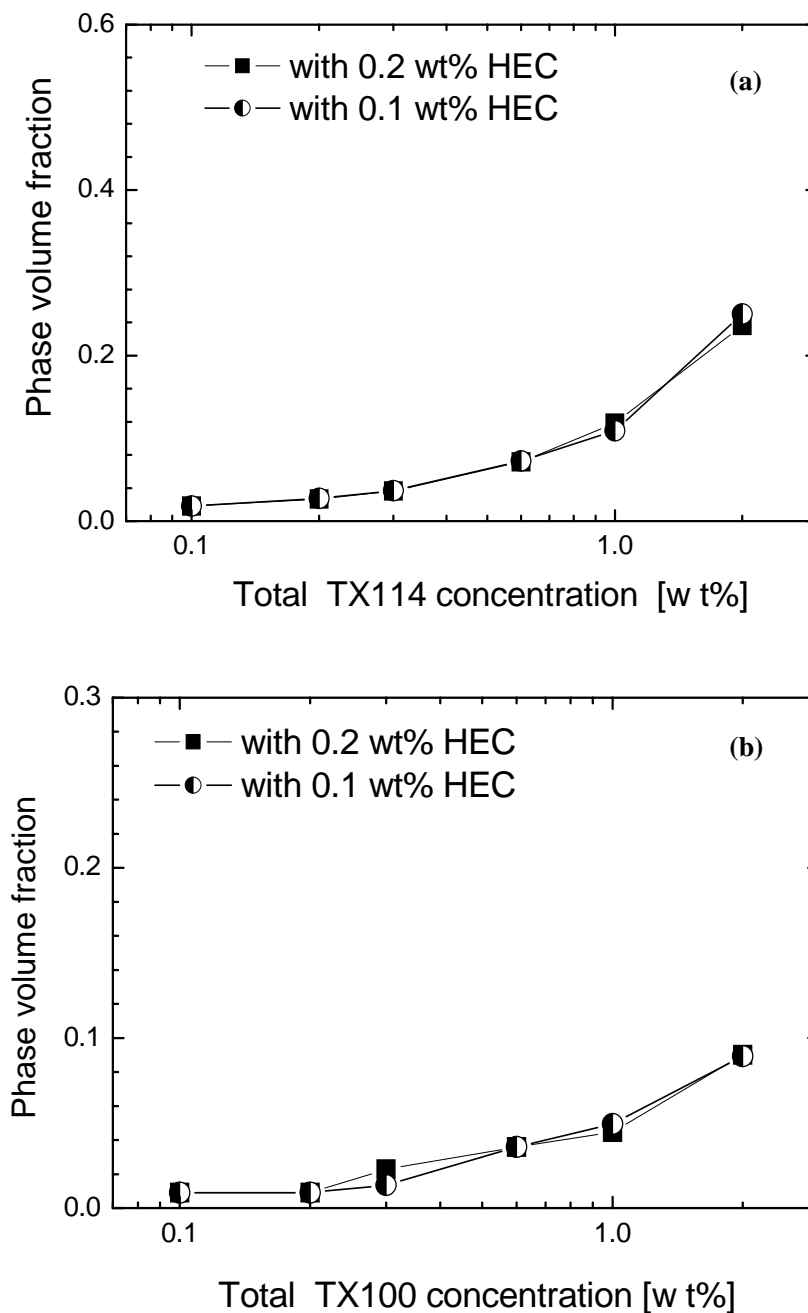 0.6
with 0.2 wt% HEC
(a)
with 0.1 wt% HEC
0.4
0.2
0.0
0.1
1.0
Phase volume fraction
Total TX114 concentration [w t%]
0.3
with 0.2 wt% HEC
(b)
with 0.1 wt% HEC
0.2
0.1
0.0
0.1
1.0
Phase volume fraction
Total TX100 concentration [w t%]